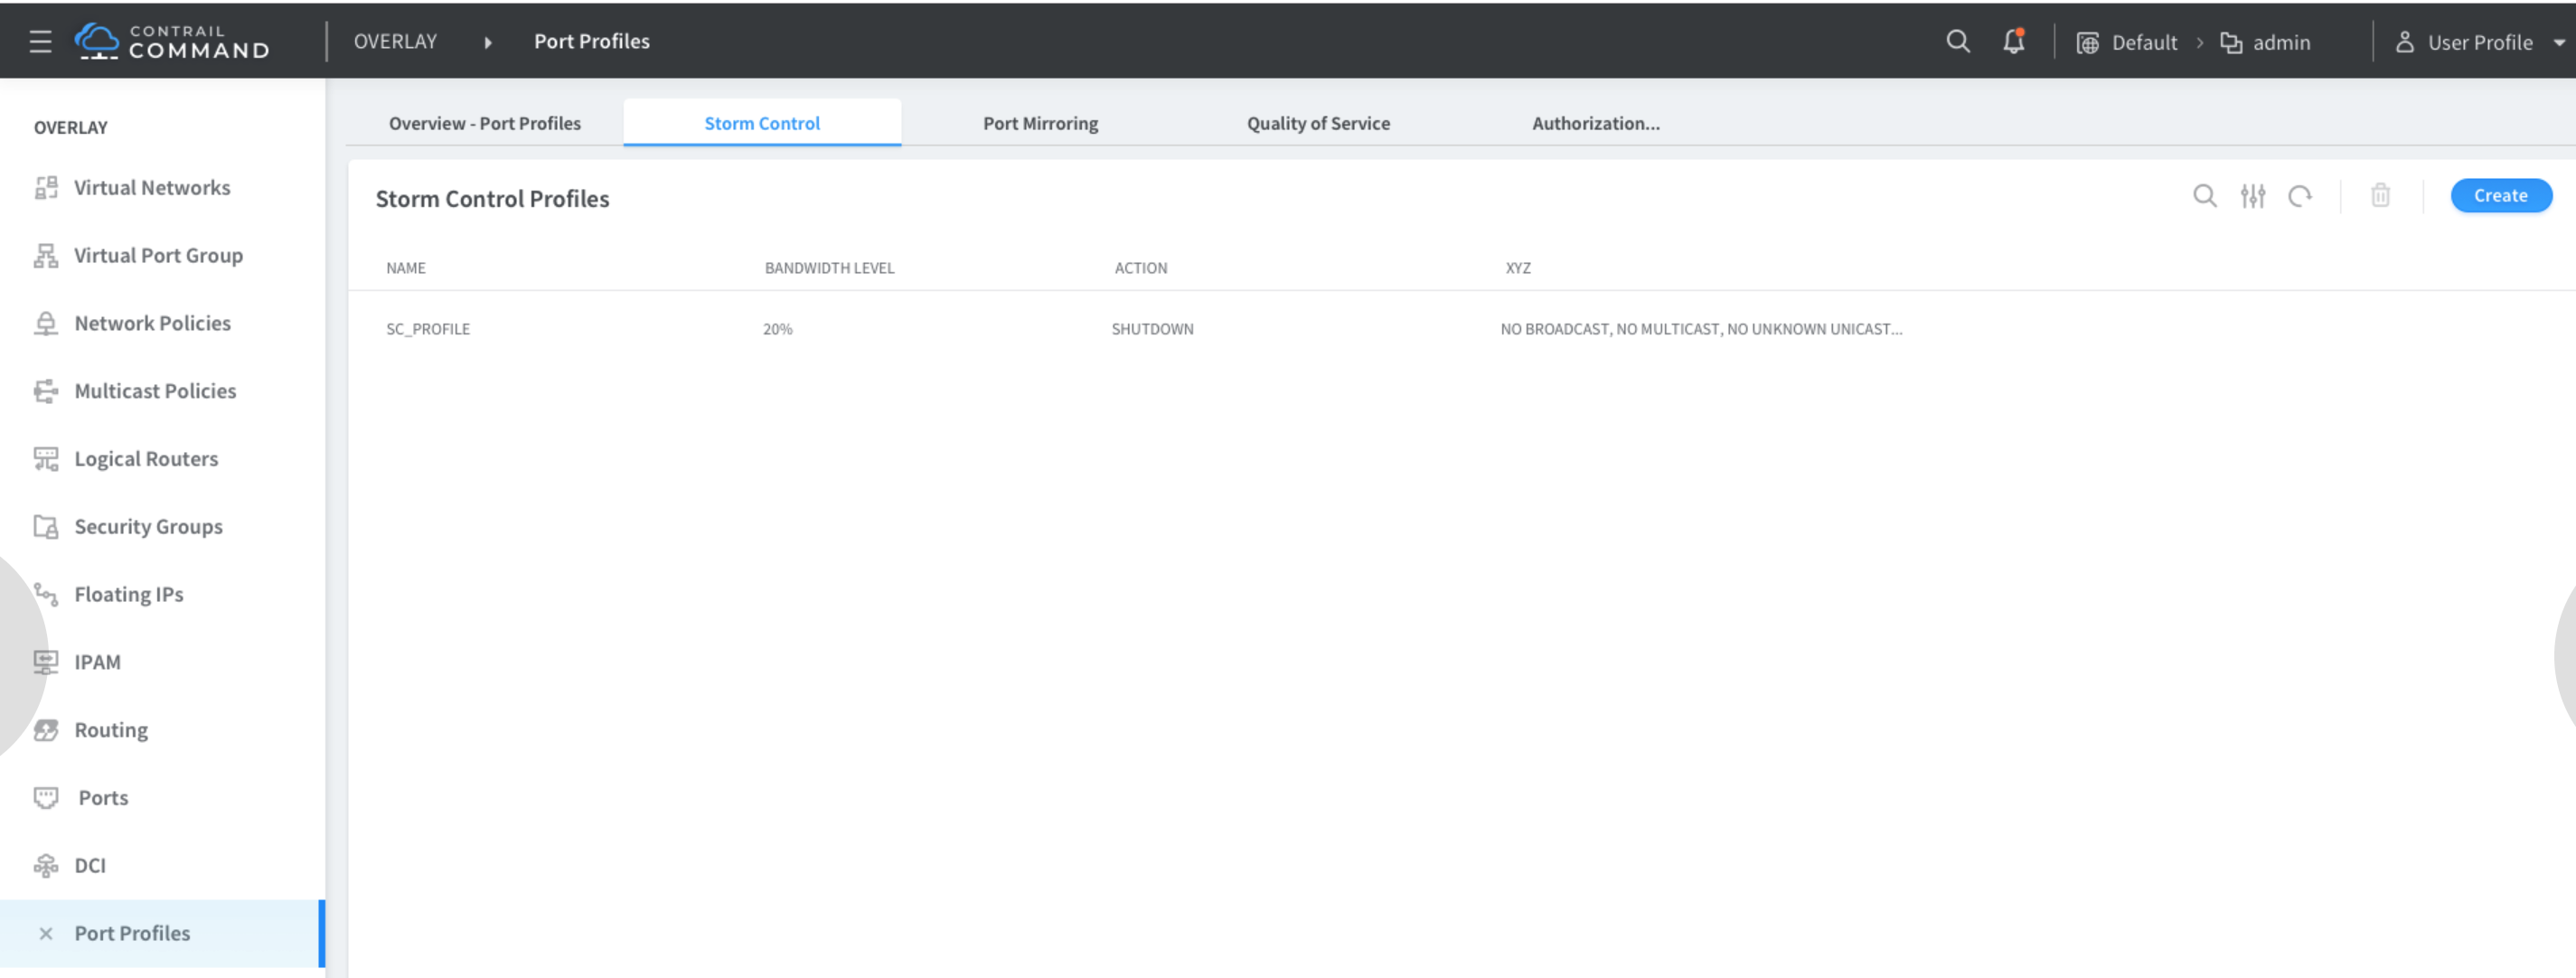 CONTRAIL
COMMAND
OVERLAY
Port Profiles
Default
admin
User Profile
OVERLAY
Virtual Networks
Virtual Port Group
Network Policies
Multicast Policies
Logical Routers
Security Groups
Floating IPs
IPAM
Routing
Ports
DCI
Port Profiles
Overview - Port Profiles
Storm Control
Port Mirroring
Quality of Service
Authorization...
Storm Control Profiles
Create
NAME
BANDWIDTH LEVEL
ACTION
XYZ
SC_PROFILE
20%
SHUTDOWN
NO BROADCAST, NO MULTICAST, NO UNKNOWN UNICAST...